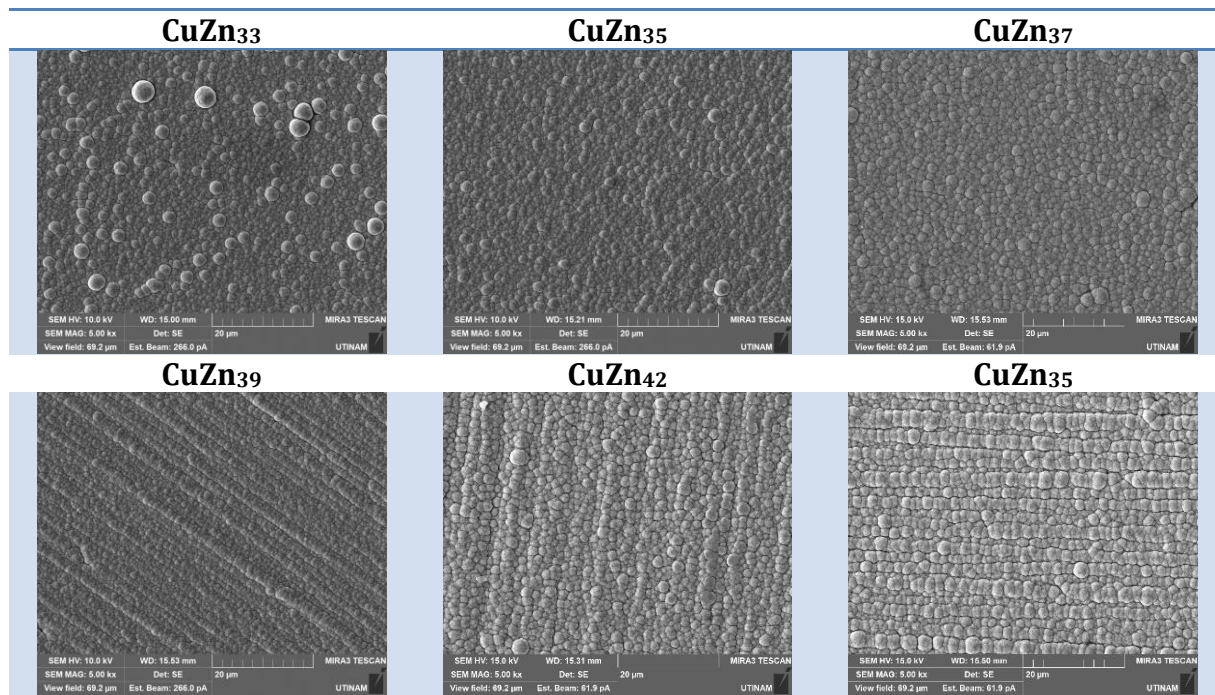 CuZn₃₃ CuZn₃₅ CuZn₃₇
SEM HV: 10.0 kV WD: 15.00 mm MIRA3 TESCAN
SEM MAG: 5.00 kx Det: SE 20 µm
View field: 69.2 µm Est. Beam: 266.0 pA UTINAM
SEM HV: 10.0 kV WD: 15.21 mm MIRA3 TESCAN
SEM MAG: 5.00 kx Det: SE 20 µm
View field: 69.2 µm Est. Beam: 266.0 pA UTINAM
SEM HV: 15.0 kV WD: 15.53 mm MIRA3 TESCAN
SEM MAG: 5.00 kx Det: SE 20 µm
View field: 69.2 µm Est. Beam: 61.9 pA UTINAM
CuZn₃₉ CuZn₄₂ CuZn₃₅
SEM HV: 10.0 kV WD: 15.53 mm MIRA3 TESCAN
SEM MAG: 5.00 kx Det: SE 20 µm
View field: 69.2 µm Est. Beam: 266.0 pA UTINAM
SEM HV: 15.0 kV WD: 15.31 mm MIRA3 TESCAN
SEM MAG: 5.00 kx Det: SE 20 µm
View field: 69.2 µm Est. Beam: 61.9 pA UTINAM
SEM HV: 15.0 kV WD: 15.50 mm MIRA3 TESCAN
SEM MAG: 5.00 kx Det: SE 20 µm
View field: 69.2 µm Est. Beam: 61.9 pA UTINAM